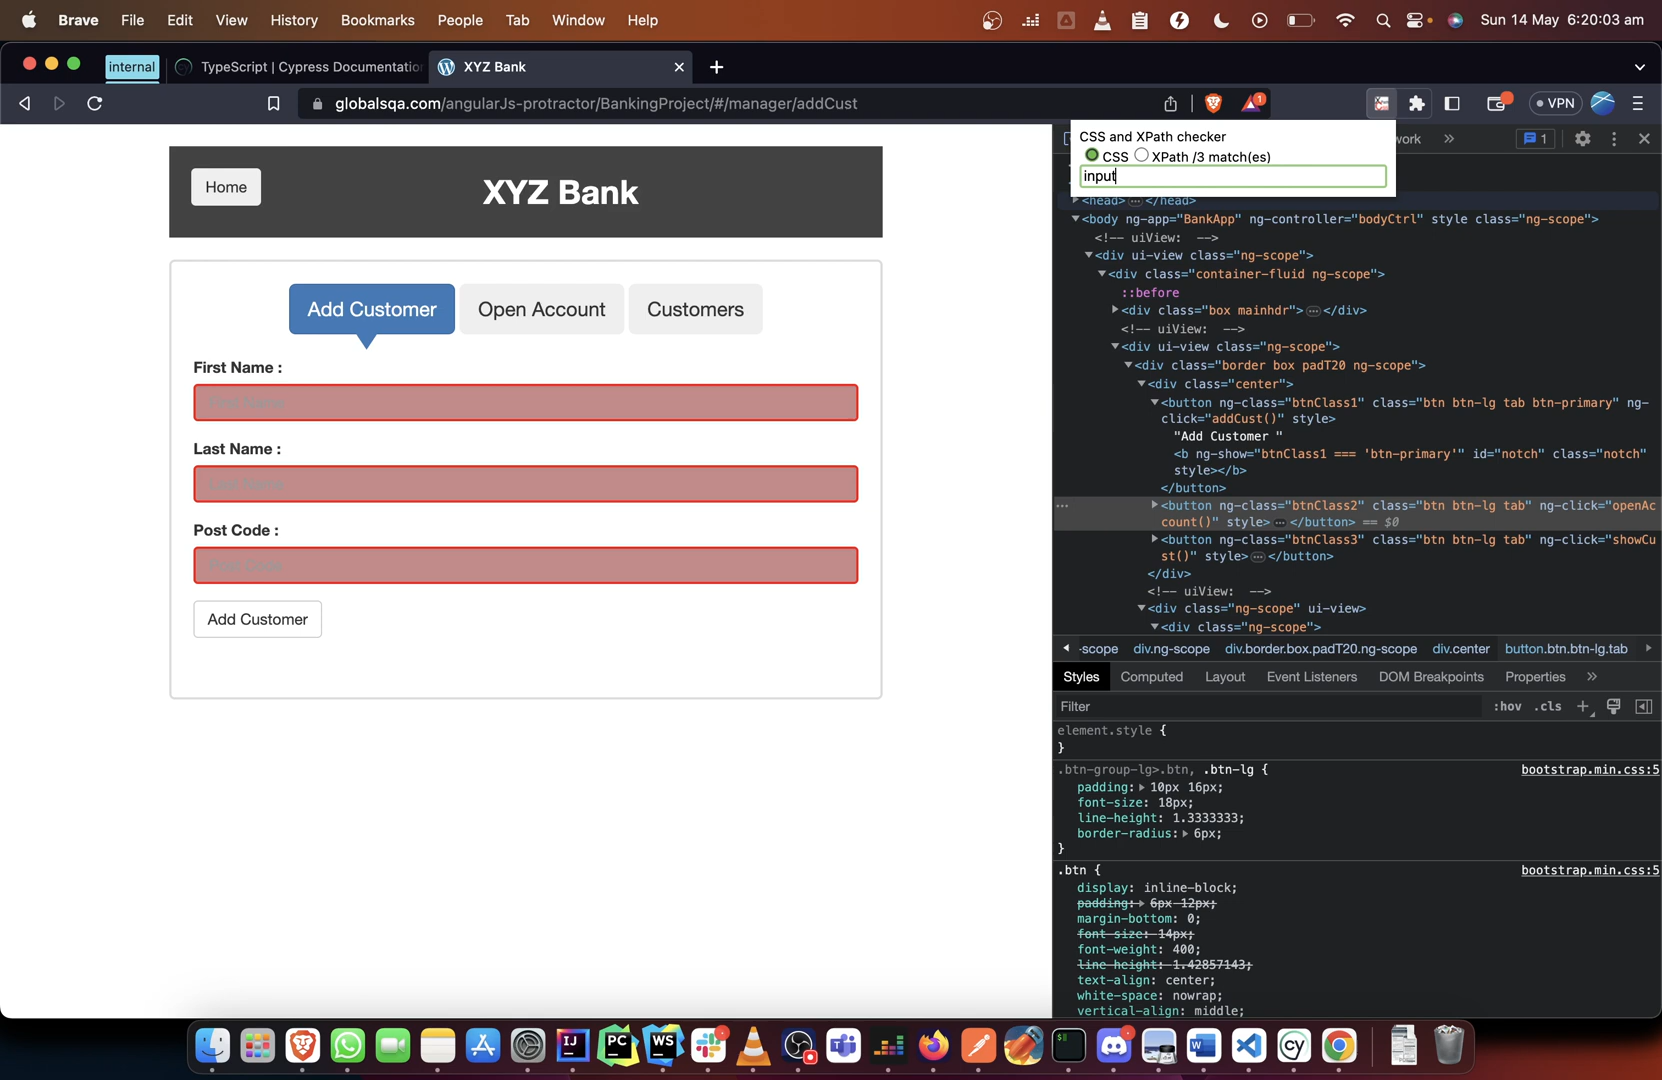 Brave File Edit View History Bookmarks People Tab Window Help
Sun 14 May 6:20:03 am
internal
TypeScript | Cypress Documentatio
XYZ Bank
globalsqa.com/angularJs-protractor/BankingProject/#/manager/addCust
1
VPN
CSS and XPath checker
CSS XPath /3 match(es)
input
work
1
Home
XYZ Bank
Add Customer
Open Account
Customers
First Name :
First Name
Last Name :
Last Name
Post Code :
Post Code
Add Customer
<head> … </head>
<body ng-app="BankApp" ng-controller="bodyCtrl" style class="ng-scope">
<!-- uiView: -->
<div ui-view class="ng-scope">
<div class="container-fluid ng-scope">
::before
<div class="box mainhdr"> … </div>
<!-- uiView: -->
<div ui-view class="ng-scope">
<div class="border box padT20 ng-scope">
<div class="center">
<button ng-class="btnClass1" class="btn btn-lg tab btn-primary" ng-
click="addCust()" style>
"Add Customer "
<b ng-show="btnClass1 === 'btn-primary'" id="notch" class="notch"
style></b>
</button>
<button ng-class="btnClass2" class="btn btn-lg tab" ng-click="openAc
count()" style> … </button> == $0
<button ng-class="btnClass3" class="btn btn-lg tab" ng-click="showCu
st()" style> … </button>
</div>
<!-- uiView: -->
<div class="ng-scope" ui-view>
<div class="ng-scope">
-scope div.ng-scope div.border.box.padT20.ng-scope div.center button.btn.btn-lg.tab
Styles Computed Layout Event Listeners DOM Breakpoints Properties
Filter
:hov .cls
element.style {
}
.btn-group-lg>.btn, .btn-lg {
bootstrap.min.css:5
padding: 10px 16px;
font-size: 18px;
line-height: 1.3333333;
border-radius: 6px;
}
.btn {
bootstrap.min.css:5
display: inline-block;
padding: 6px 12px;
margin-bottom: 0;
font-size: 14px;
font-weight: 400;
line-height: 1.42857143;
text-align: center;
white-space: nowrap;
vertical-align: middle;
IJ
PC
WS
W
cy